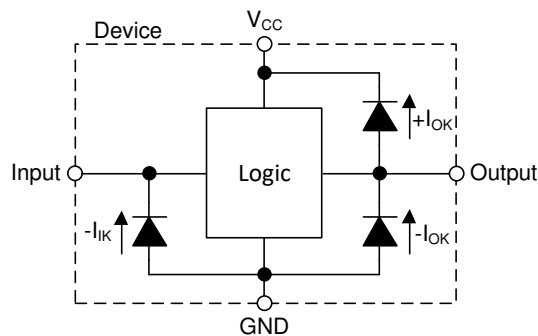 Device
V_CC
+I_OK
Input
Logic
Output
-I_IK
-I_OK
GND